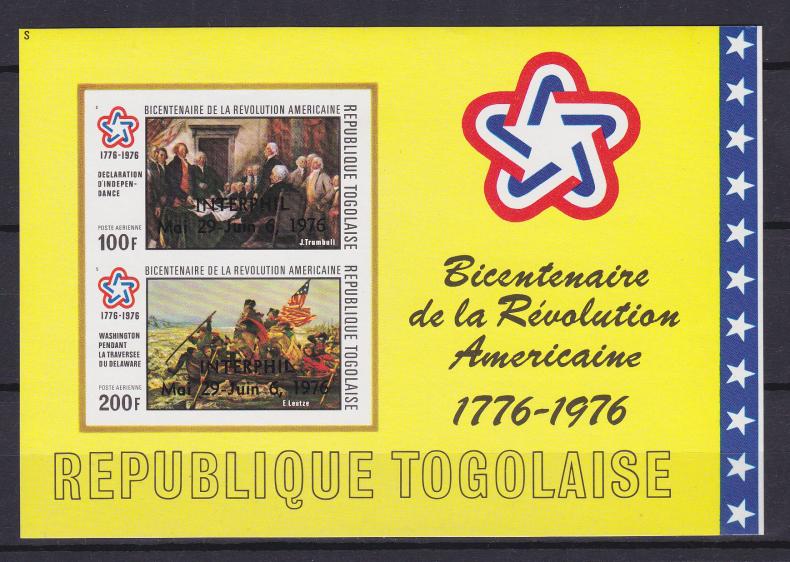 S
BICENTENAIRE DE LA REVOLUTION AMERICAINE
REPUBLIQUE TOGOLAISE
1776-1976
DECLARATION
D'INDEPEN-
DANCE
POSTE AERIENNE
100F
INTERPHIL
Mai 29-Juin 6, 1976
J.Trumbull
BICENTENAIRE DE LA REVOLUTION AMERICAINE
REPUBLIQUE TOGOLAISE
1776-1976
WASHINGTON
PENDANT
LA TRAVERSEE
DU DELAWARE
POSTE AERIENNE
200F
INTERPHIL
Mai 29-Juin 6, 1976
E.Leutze
Bicentenaire
de la Révolution
Americaine
1776-1976
REPUBLIQUE TOGOLAISE